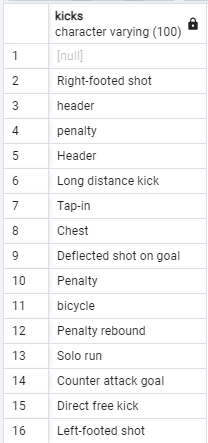 kicks
character varying (100)
1 [null]
2 Right-footed shot
3 header
4 penalty
5 Header
6 Long distance kick
7 Tap-in
8 Chest
9 Deflected shot on goal
10 Penalty
11 bicycle
12 Penalty rebound
13 Solo run
14 Counter attack goal
15 Direct free kick
16 Left-footed shot